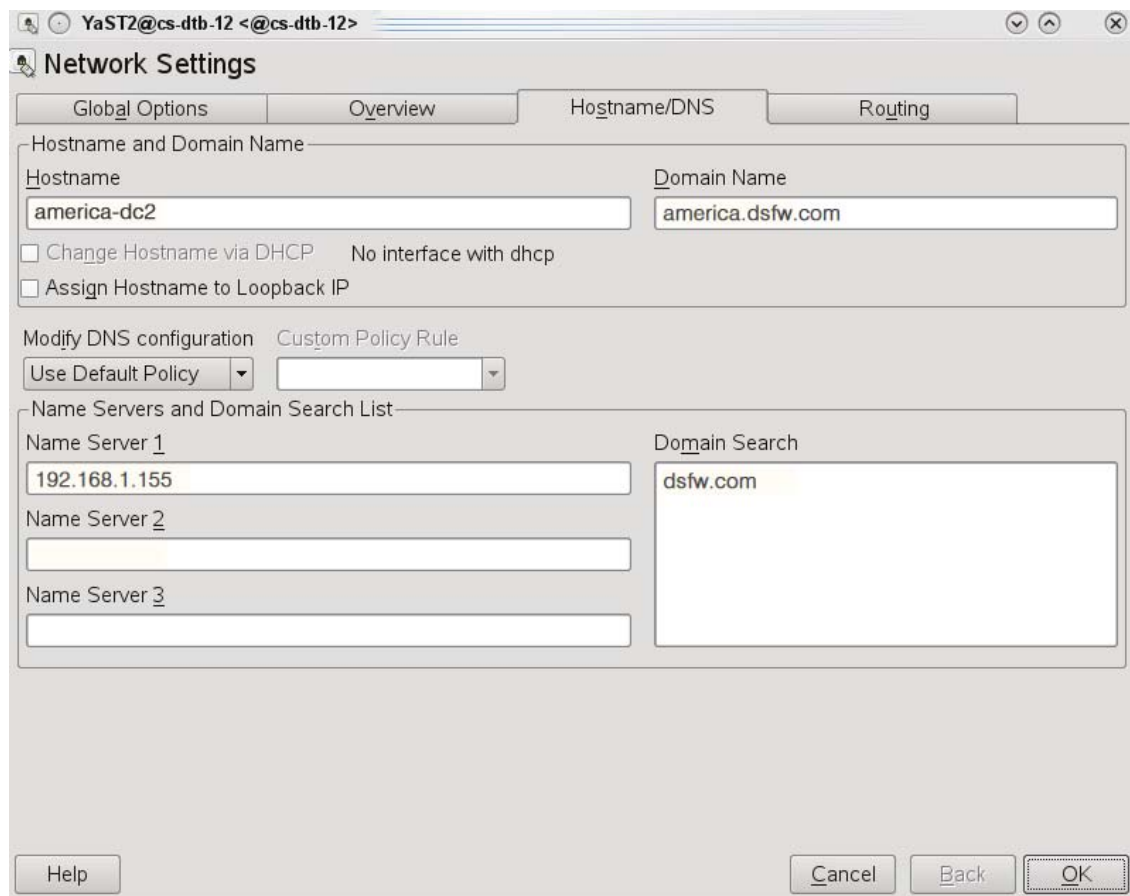 YaST2@cs-dtb-12 <@cs-dtb-12>
Network Settings
Global Options
Overview
Hostname/DNS
Routing
Hostname and Domain Name
Hostname
Domain Name
america-dc2
america.dsfw.com
Change Hostname via DHCP
No interface with dhcp
Assign Hostname to Loopback IP
Modify DNS configuration
Custom Policy Rule
Use Default Policy
Name Servers and Domain Search List
Name Server 1
Domain Search
192.168.1.155
dsfw.com
Name Server 2
Name Server 3
Help
Cancel
Back
OK